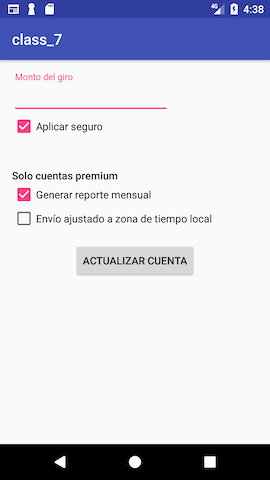 4G
4:38
class_7
Monto del giro
Aplicar seguro
Solo cuentas premium
Generar reporte mensual
Envío ajustado a zona de tiempo local
ACTUALIZAR CUENTA